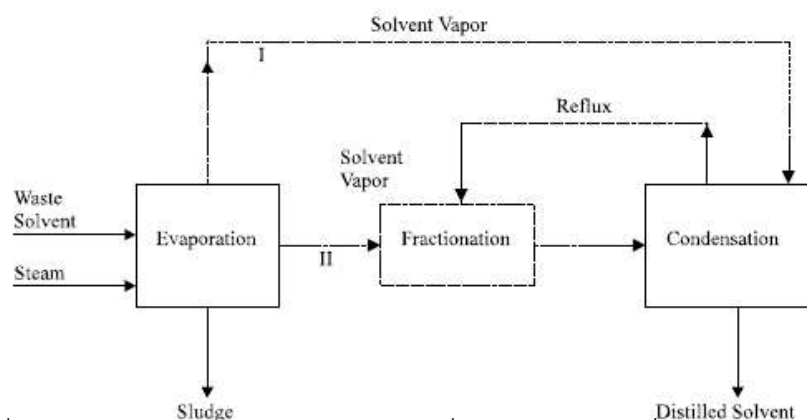 Solvent Vapor
I
Reflux
Solvent
Vapor
Waste
Solvent
Evaporation
Fractionation
Condensation
II
Steam
Sludge
Distilled Solvent